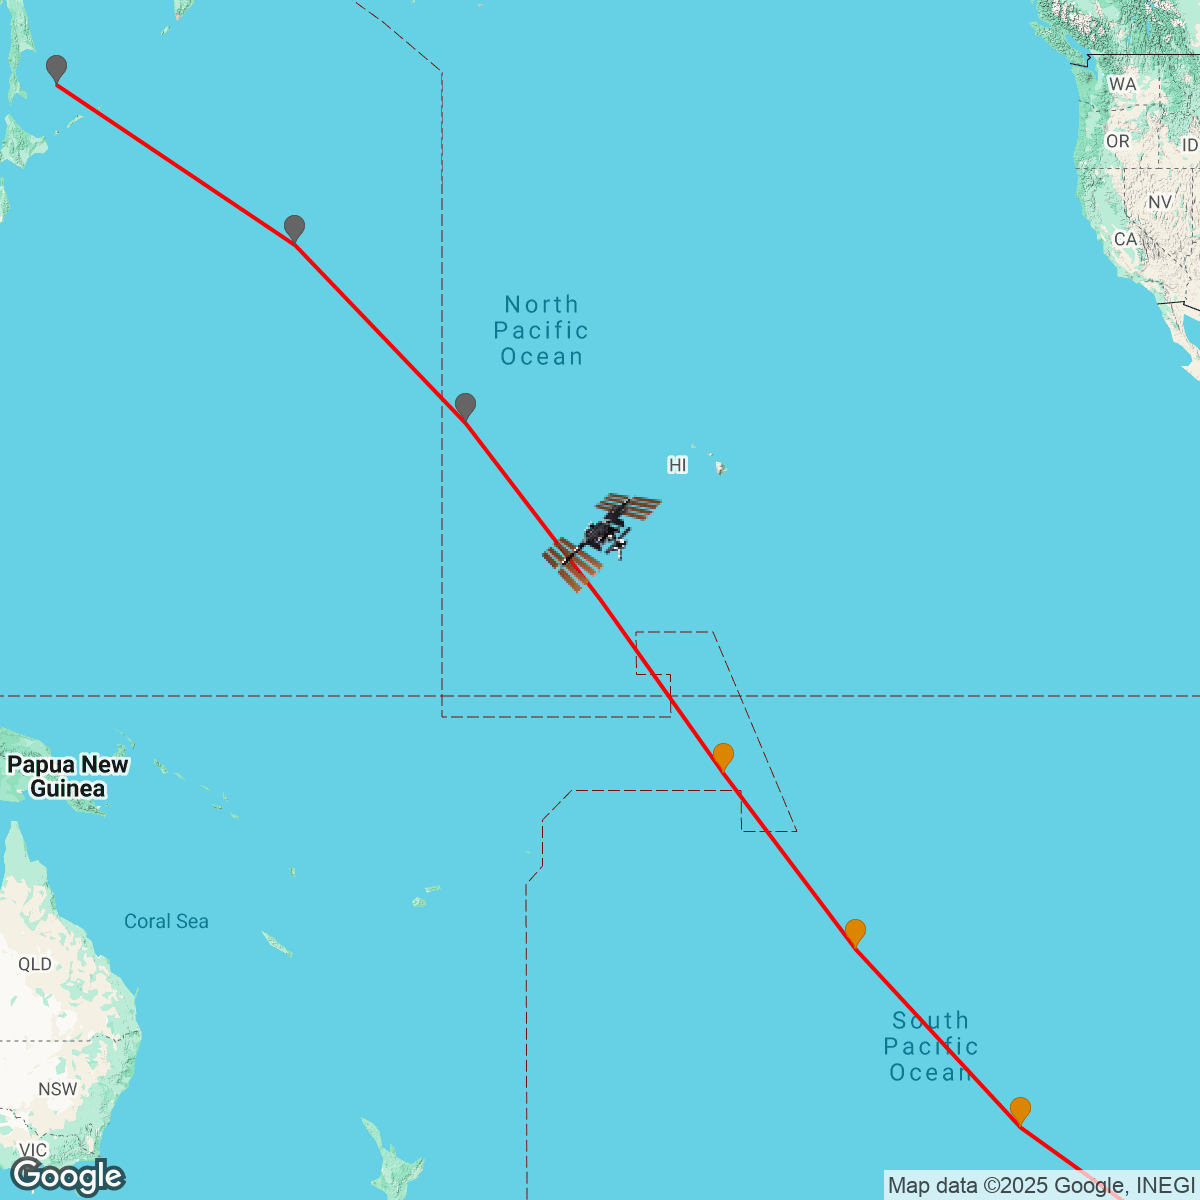 WA
OR
ID
NV
CA
North
Pacific
Ocean
HI
Papua New
Guinea
Coral Sea
QLD
South
Pacific
Ocean
NSW
VIC
Google
Map data ©2025 Google, INEGI